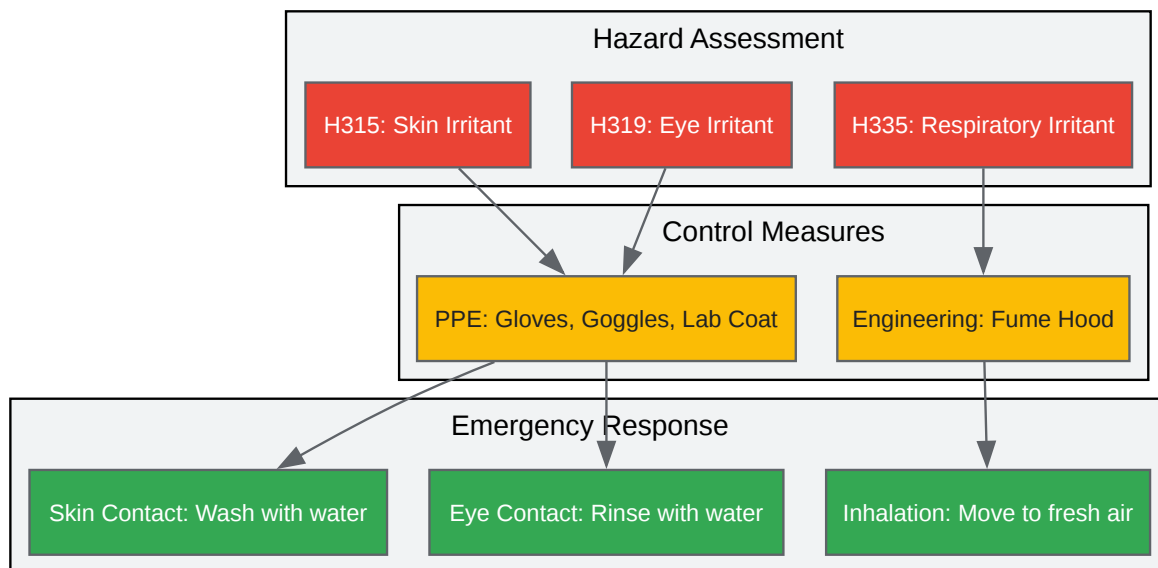 Hazard Assessment
H315: Skin Irritant
H319: Eye Irritant
H335: Respiratory Irritant
Control Measures
PPE: Gloves, Goggles, Lab Coat
Engineering: Fume Hood
Emergency Response
Skin Contact: Wash with water
Eye Contact: Rinse with water
Inhalation: Move to fresh air